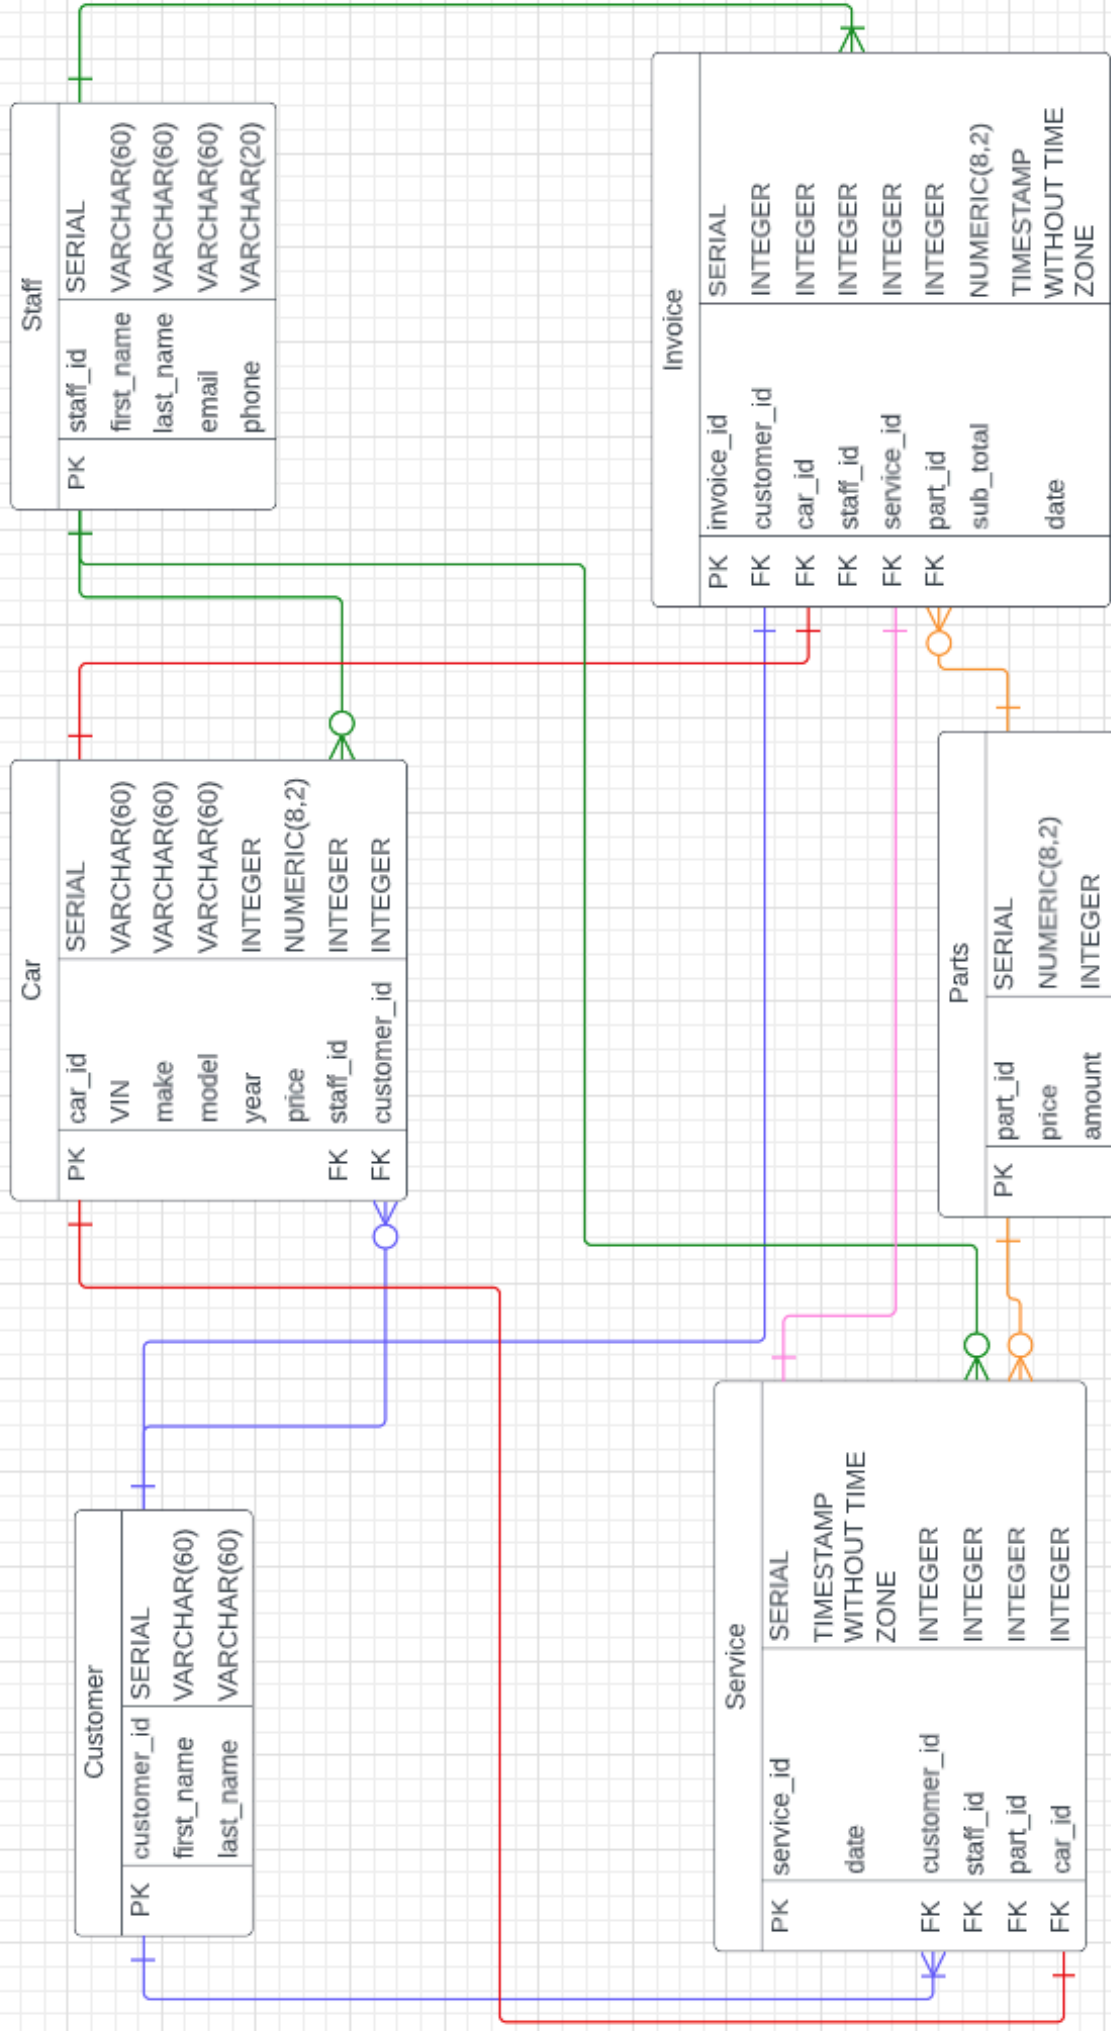 Customer
PK customer_id SERIAL
first_name VARCHAR(60)
last_name VARCHAR(60)
Car
PK car_id SERIAL
VIN VARCHAR(60)
make VARCHAR(60)
model VARCHAR(60)
year INTEGER
price NUMERIC(8,2)
FK staff_id INTEGER
FK customer_id INTEGER
Staff
PK staff_id SERIAL
first_name VARCHAR(60)
last_name VARCHAR(60)
email VARCHAR(60)
phone VARCHAR(20)
Service
PK service_id SERIAL
TIMESTAMP
date WITHOUT TIME
ZONE
FK customer_id INTEGER
FK staff_id INTEGER
FK part_id INTEGER
FK car_id INTEGER
Parts
PK part_id SERIAL
price NUMERIC(8,2)
amount INTEGER
Invoice
PK invoice_id SERIAL
FK customer_id INTEGER
FK car_id INTEGER
FK staff_id INTEGER
FK service_id INTEGER
FK part_id INTEGER
sub_total NUMERIC(8,2)
TIMESTAMP
date WITHOUT TIME
ZONE